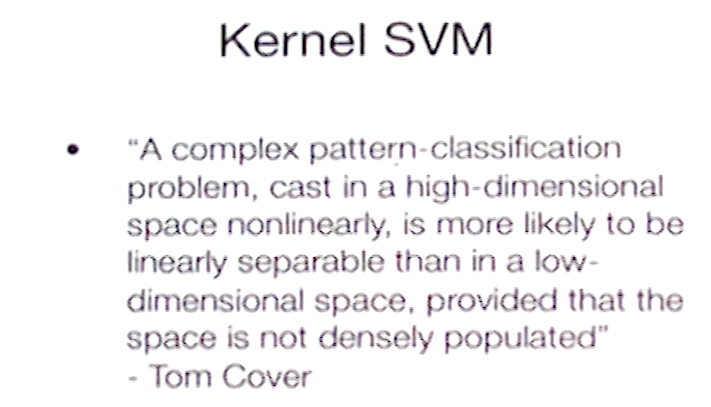 Kernel SVM
• "A complex pattern-classification
problem, cast in a high-dimensional
space nonlinearly, is more likely to be
linearly separable than in a low-
dimensional space, provided that the
space is not densely populated"
- Tom Cover